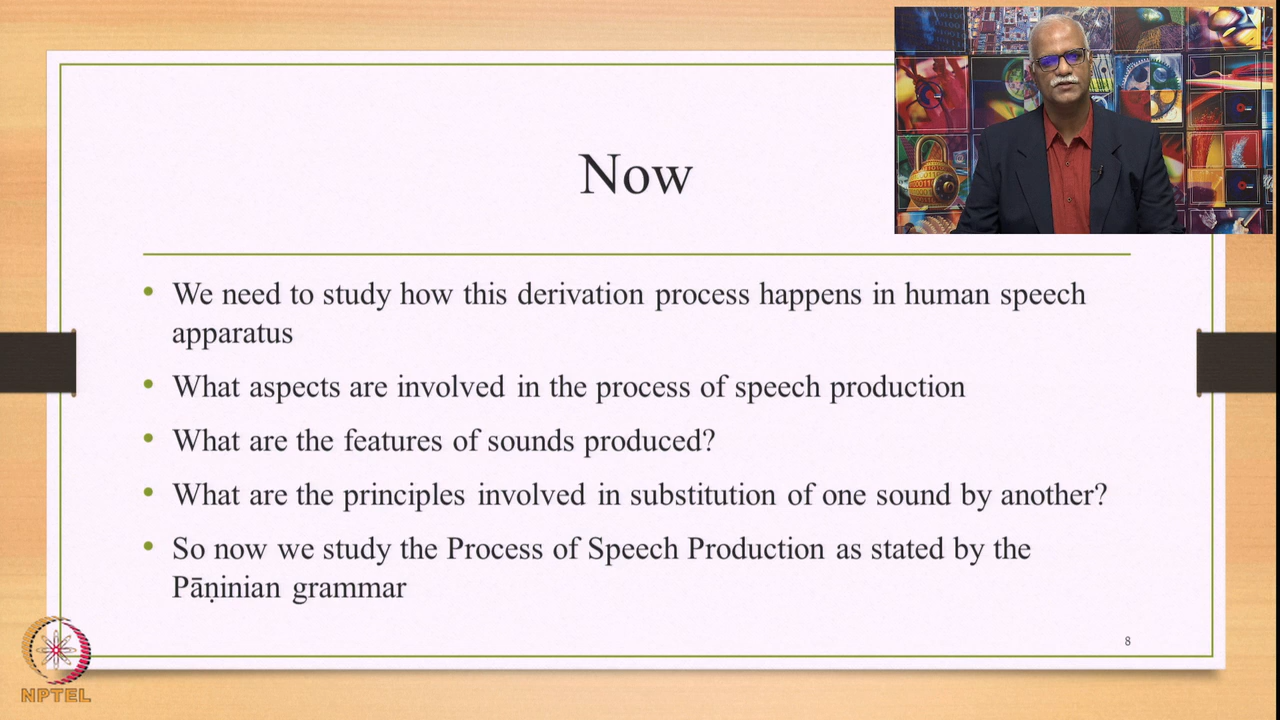 Now
• We need to study how this derivation process happens in human speech
apparatus
• What aspects are involved in the process of speech production
• What are the features of sounds produced?
• What are the principles involved in substitution of one sound by another?
• So now we study the Process of Speech Production as stated by the
Pāṇinian grammar
8
NPTEL